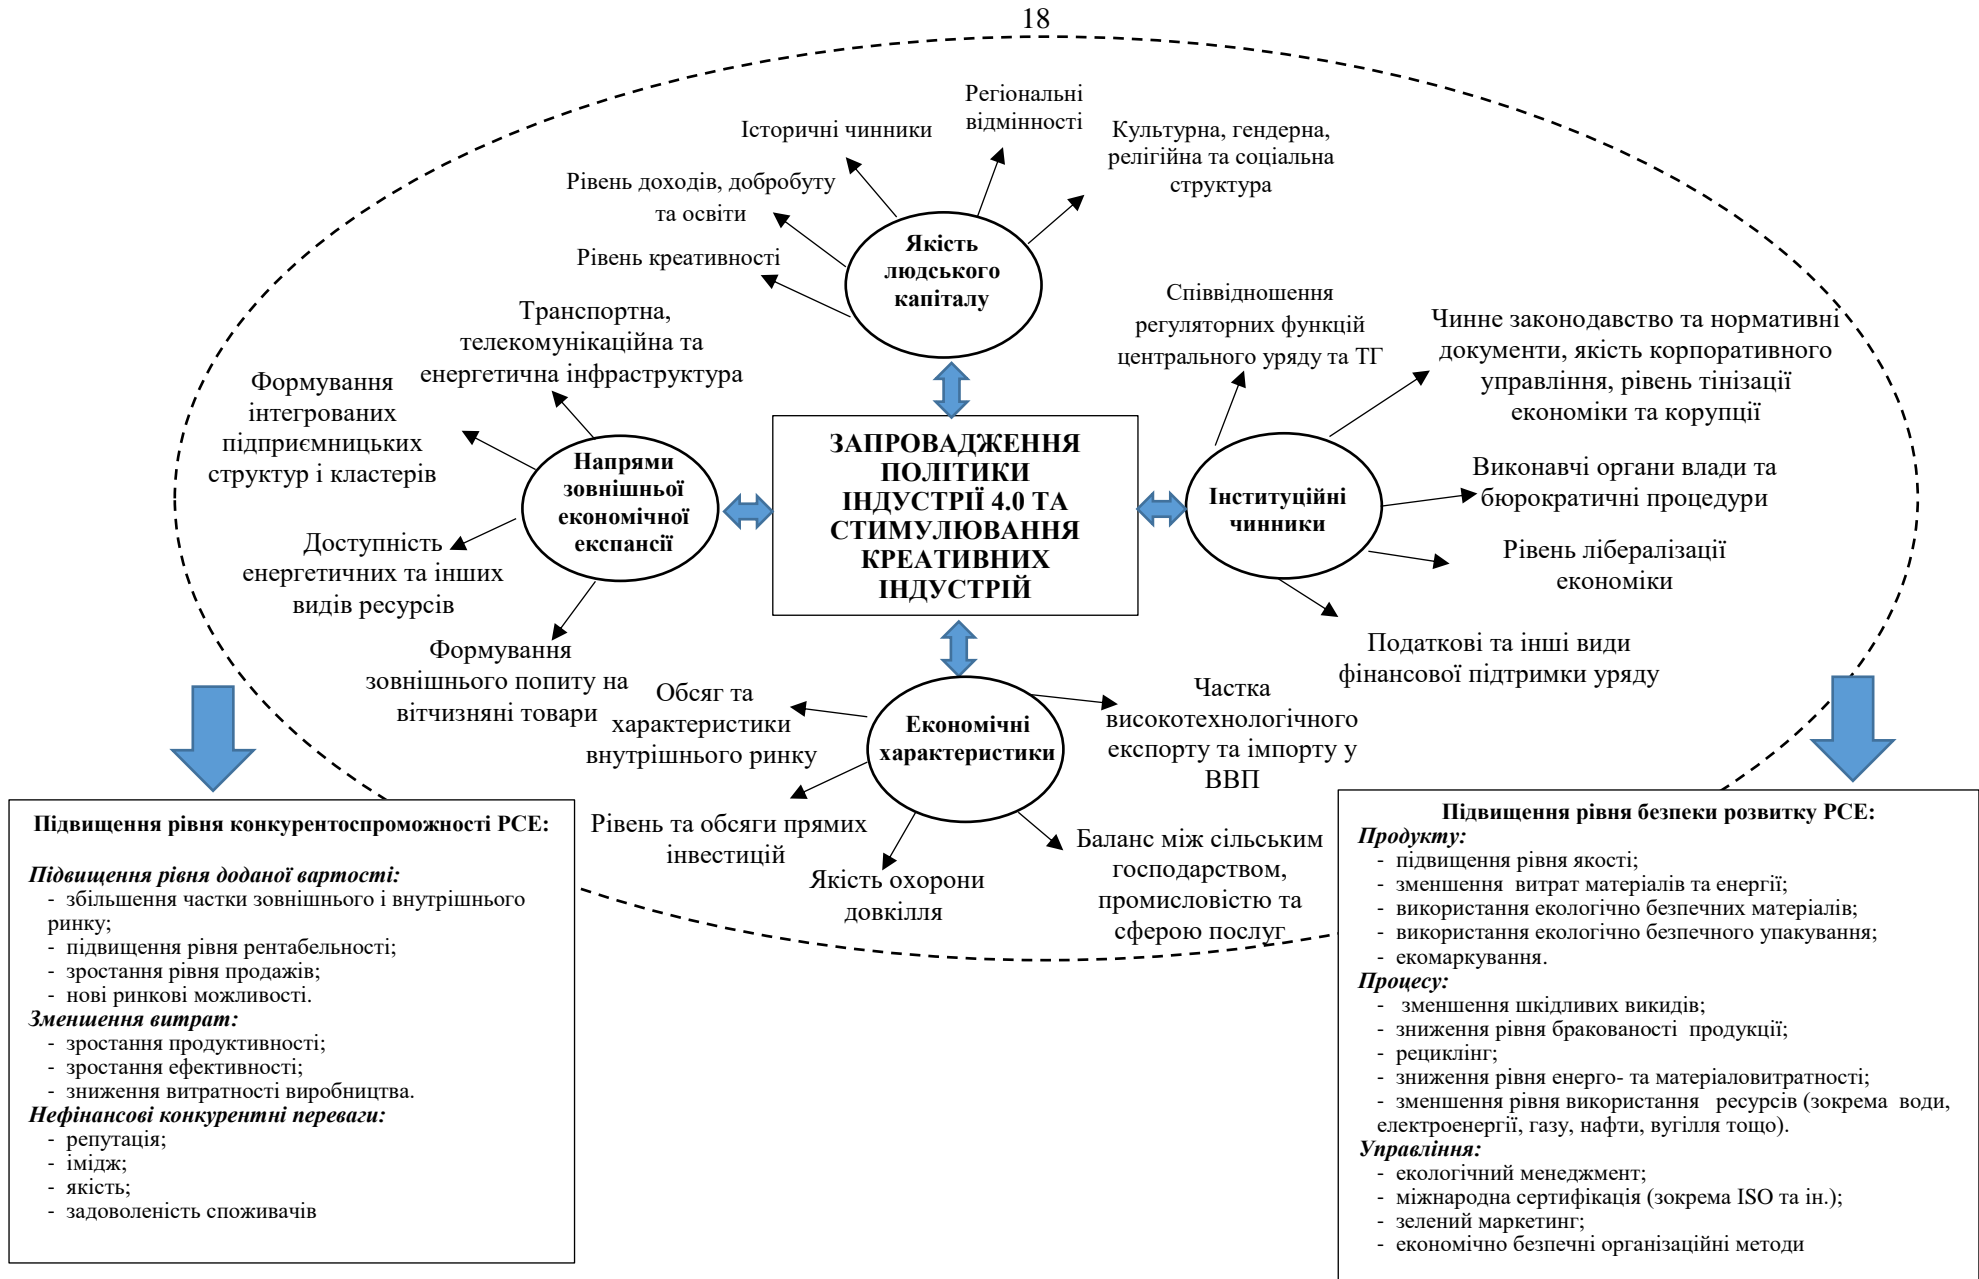 18
Регіональні
відмінності
Історичні чинники
Культурна, гендерна,
релігійна та соціальна
структура
Рівень доходів, добробуту
та освіти
Рівень креативності
Якість
людського
капіталу
Транспортна,
телекомунікаційна та
енергетична інфраструктура
Формування
інтегрованих
підприємницьких
структур і кластерів
Напрями
зовнішньої
економічної
експансії
Доступність
енергетичних та інших
видів ресурсів
Формування
зовнішнього попиту на
вітчизняні товари
ЗАПРОВАДЖЕННЯ
ПОЛІТИКИ
ІНДУСТРІЇ 4.0 ТА
СТИМУЛЮВАННЯ
КРЕАТИВНИХ
ІНДУСТРІЙ
Співвідношення
регуляторних функцій
центрального уряду та ТГ
Чинне законодавство та нормативні
документи, якість корпоративного
управління, рівень тінізації
економіки та корупції
Інституційні
чинники
Виконавчі органи влади та
бюрократичні процедури
Рівень лібералізації
економіки
Податкові та інші види
фінансової підтримки уряду
Обсяг та
характеристики
внутрішнього ринку
Економічні
характеристики
Частка
високотехнологічного
експорту та імпорту у
ВВП
Рівень та обсяги прямих
інвестицій
Якість охорони
довкілля
Баланс між сільським
господарством,
промисловістю та
сферою послуг
Підвищення рівня конкурентоспроможності РСЕ:
Підвищення рівня доданої вартості:
- збільшення частки зовнішнього і внутрішнього
ринку;
- підвищення рівня рентабельності;
- зростання рівня продажів;
- нові ринкові можливості.
Зменшення витрат:
- зростання продуктивності;
- зростання ефективності;
- зниження витратності виробництва.
Нефінансові конкурентні переваги:
- репутація;
- імідж;
- якість;
- задоволеність споживачів
Підвищення рівня безпеки розвитку РСЕ:
Продукту:
- підвищення рівня якості;
- зменшення витрат матеріалів та енергії;
- використання екологічно безпечних матеріалів;
- використання екологічно безпечного упакування;
- екомаркування.
Процесу:
- зменшення шкідливих викидів;
- зниження рівня бракованості продукції;
- рециклінг;
- зниження рівня енерго- та матеріаловитратності;
- зменшення рівня використання ресурсів (зокрема води,
електроенергії, газу, нафти, вугілля тощо).
Управління:
- екологічний менеджмент;
- міжнародна сертифікація (зокрема ISO та ін.);
- зелений маркетинг;
- економічно безпечні організаційні методи